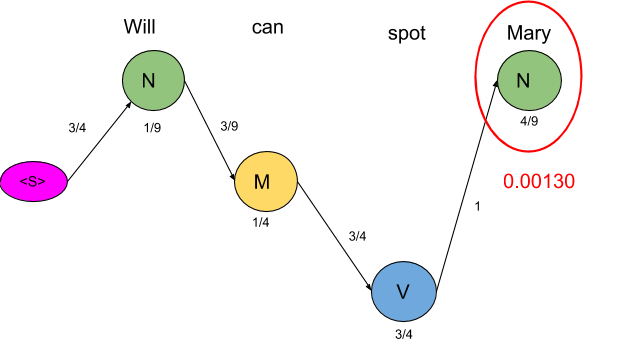 Will can spot Mary
N N
3/4 1/9 3/9 4/9
<S> M 0.00130
1/4 3/4 1
V
3/4